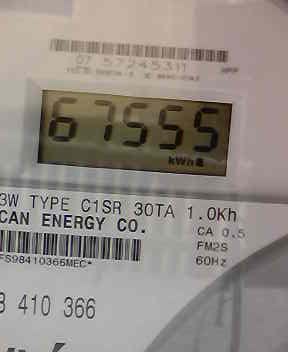 07 57245311
67555
kWh
3W TYPE C1SR 30TA 1.0Kh
CAN ENERGY CO.
CA 0.5
FM2S
FS98410366MEC*
60Hz
8 410 366